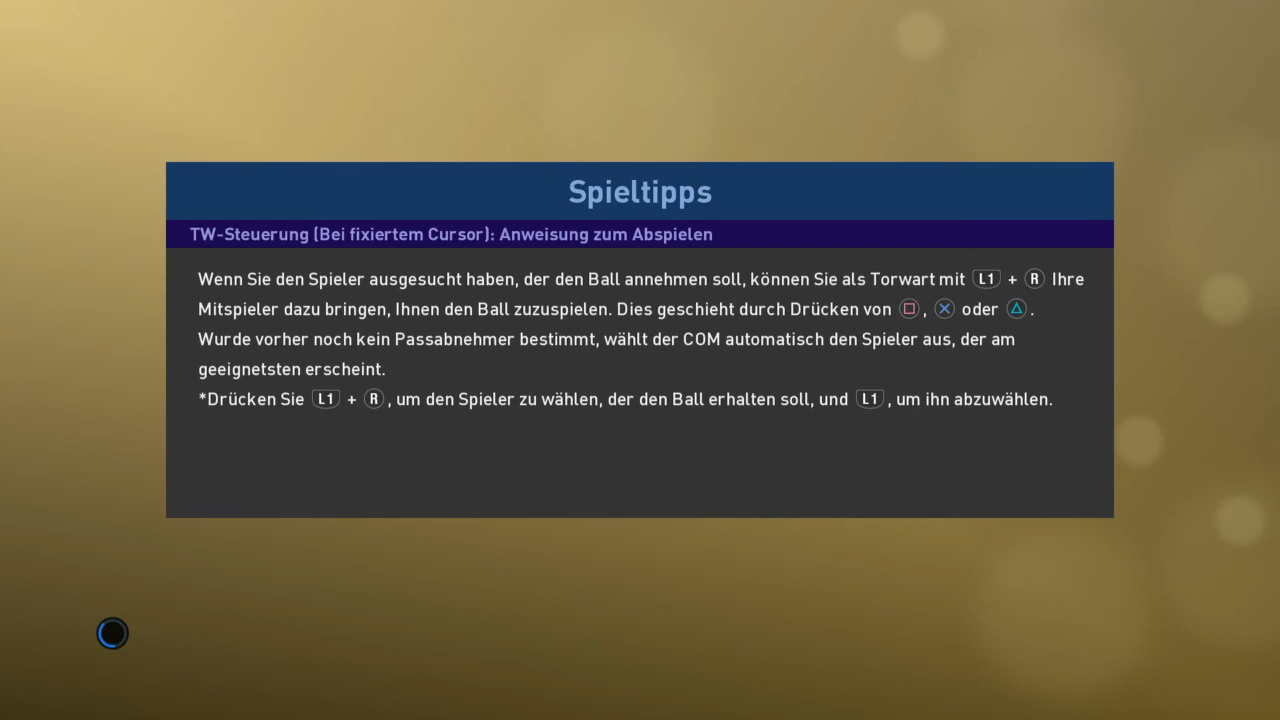 Spieltipps
TW-Steuerung (Bei fixiertem Cursor): Anweisung zum Abspielen
Wenn Sie den Spieler ausgesucht haben, der den Ball annehmen soll, können Sie als Torwart mit L1 + R Ihre
Mitspieler dazu bringen, Ihnen den Ball zuzuspielen. Dies geschieht durch Drücken von □, ✕ oder △.
Wurde vorher noch kein Passabnehmer bestimmt, wählt der COM automatisch den Spieler aus, der am
geeignetsten erscheint.
*Drücken Sie L1 + R, um den Spieler zu wählen, der den Ball erhalten soll, und L1, um ihn abzuwählen.